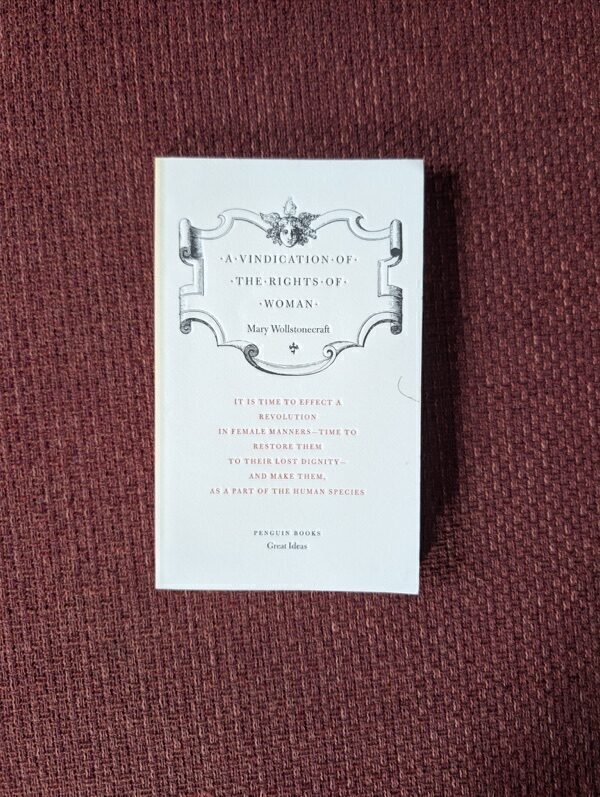 ·A·VINDICATION·OF·
·THE·RIGHTS·OF·
·WOMAN·
Mary Wollstonecraft
IT IS TIME TO EFFECT A
REVOLUTION
IN FEMALE MANNERS—TIME TO
RESTORE THEM
TO THEIR LOST DIGNITY—
AND MAKE THEM,
AS A PART OF THE HUMAN SPECIES
PENGUIN BOOKS
Great Ideas